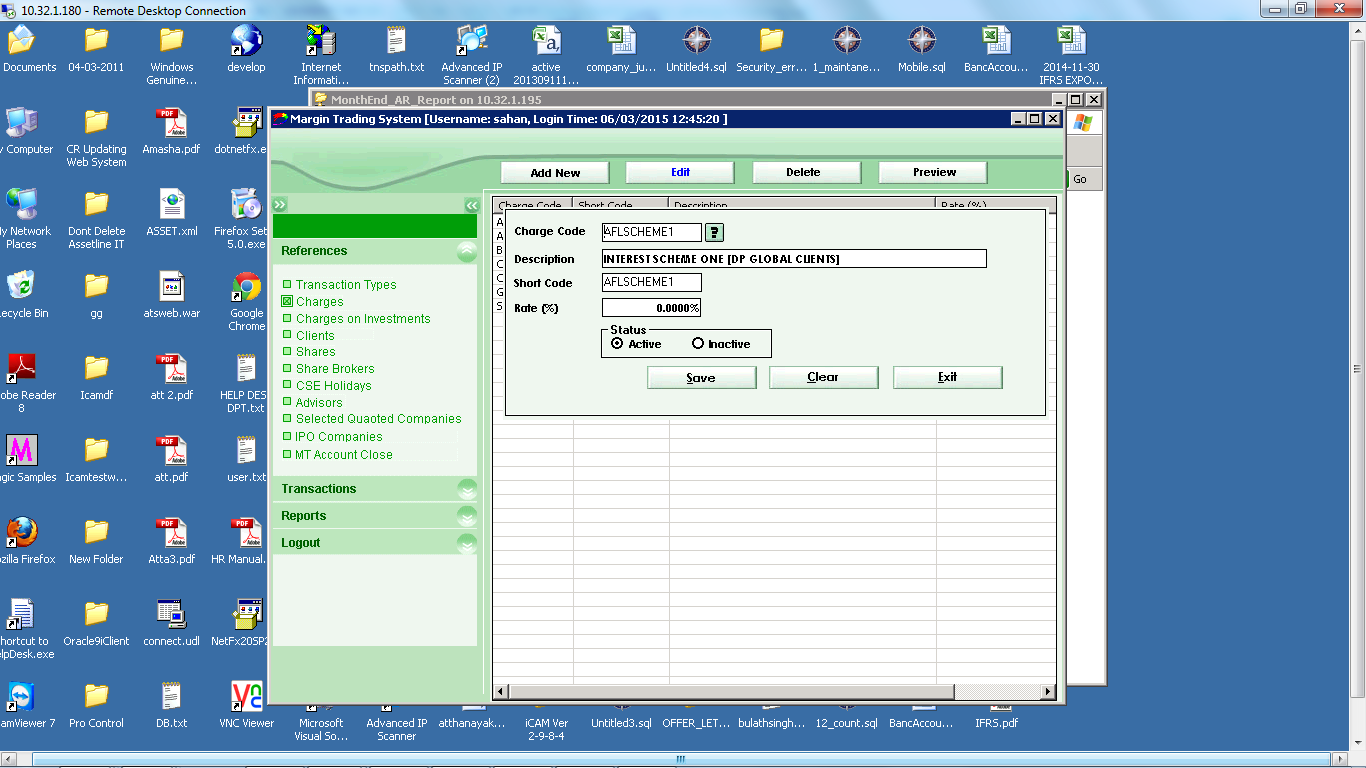 10.32.1.180 - Remote Desktop Connection
Documents
04-03-2011
Windows
Genuine...
Amasha
develop
Internet
Informati...
tnspath.txt
Advanced IP
Scanner (2)
active
201309111...
company_ju...
Untitled4.sql
Security_err...
1_maintane...
Mobile.sql
BancAccou...
2014-11-30
IFRS EXPO...
MonthEnd_AR_Report on 10.32.1.195
Margin Trading System [Username: sahan, Login Time: 06/03/2015 12:45:20 ]
Add New
Edit
Delete
Preview
Go
Charge Code
Short Code
Description
Rate (%)
A
A
B
C
C
G
S
Charge Code
AFLSCHEME1
?
Description
INTEREST SCHEME ONE [DP GLOBAL CLIENTS]
Short Code
AFLSCHEME1
Rate (%)
0.0000%
Status
Active
Inactive
Save
Clear
Exit
References
Transaction Types
Charges
Charges on Investments
Clients
Shares
Share Brokers
CSE Holidays
Advisors
Selected Quaoted Companies
IPO Companies
MT Account Close
Transactions
Reports
Logout
y Computer
CR Updating
Web System
Amasha.pdf
dotnetfx.e
y Network
Places
Dont Delete
Assetline IT
ASSET.xml
Firefox Set
5.0.exe
ecycle Bin
gg
atsweb.war
Google
Chrome
obe Reader
8
Icamdf
att 2.pdf
HELP DES
DPT.txt
gic Samples
Icamtestw...
att.pdf
user.txt
ozilla Firefox
New Folder
Atta3.pdf
HR Manual.
hortcut to
lpDesk.exe
Oracle9iClient
connect.udl
NetFx20SP2
amViewer 7
Pro Control
DB.txt
VNC Viewer
Microsoft
Visual So...
Advanced IP
Scanner
atthanayak...
iCAM Ver
2-9-8-4
Untitled3.sql
OFFER_LET...
bulathsingh...
12_count.sql
BancAccou...
IFRS.pdf